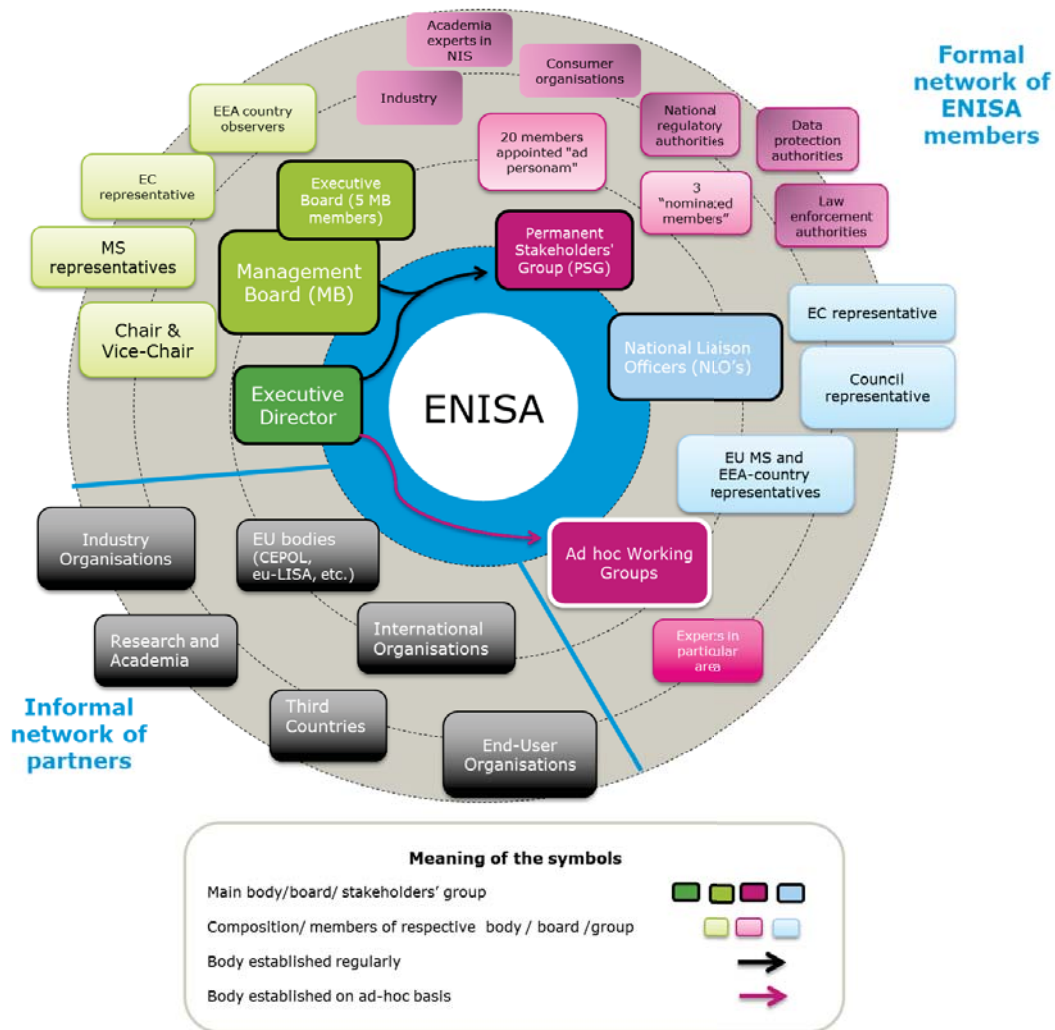 Academia
experts in
NIS
Consumer
organisations
Industry
Formal
network of
ENISA
members
EEA country
observers
National
regulatory
authorities
Data
protection
authorities
20 members
appointed "ad
personam"
EC
representative
Executive
Board (5 MB
members)
3
"nominated
members"
Law
enforcement
authorities
MS
representatives
Management
Board (MB)
Permanent
Stakeholders'
Group (PSG)
Chair &
Vice-Chair
EC representative
National Liaison
Officers (NLO's)
Council
representative
Executive
Director
ENISA
EU MS and
EEA-country
representatives
Industry
Organisations
EU bodies
(CEPOL,
eu-LISA, etc.)
Ad hoc Working
Groups
International
Organisations
Research and
Academia
Experts in
particular
area
Informal
network of
partners
Third
Countries
End-User
Organisations
Meaning of the symbols
Main body/board/ stakeholders' group
Composition/ members of respective body / board /group
Body established regularly
Body established on ad-hoc basis